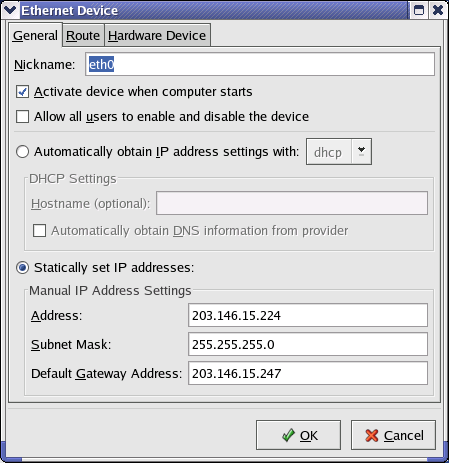 Ethernet Device
General Route Hardware Device
Nickname: eth0
Activate device when computer starts
Allow all users to enable and disable the device
Automatically obtain IP address settings with: dhcp
DHCP Settings
Hostname (optional):
Automatically obtain DNS information from provider
Statically set IP addresses:
Manual IP Address Settings
Address: 203.146.15.224
Subnet Mask: 255.255.255.0
Default Gateway Address: 203.146.15.247
OK Cancel